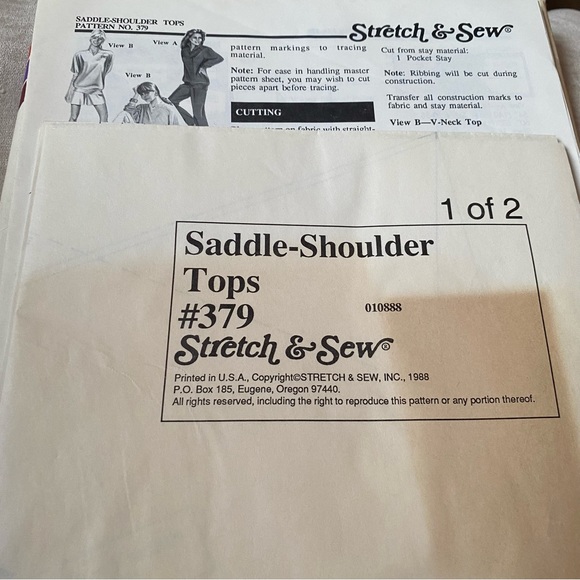 SADDLE-SHOULDER TOPS
PATTERN NO. 379
Stretch & Sew®
View B
View A
View B
pattern markings to tracing
material.
Note: For ease in handling master
pattern sheet, you may wish to cut
pieces apart before tracing.
CUTTING
on fabric with straight-
Cut from stay material:
1 Pocket Stay
Note: Ribbing will be cut during
construction.
Transfer all construction marks to
fabric and stay material.
View B—V-Neck Top
1 of 2
Saddle-Shoulder
Tops
#379
010888
Stretch & Sew®
Printed in U.S.A., Copyright©STRETCH & SEW, INC., 1988
P.O. Box 185, Eugene, Oregon 97440.
All rights reserved, including the right to reproduce this pattern or any portion thereof.